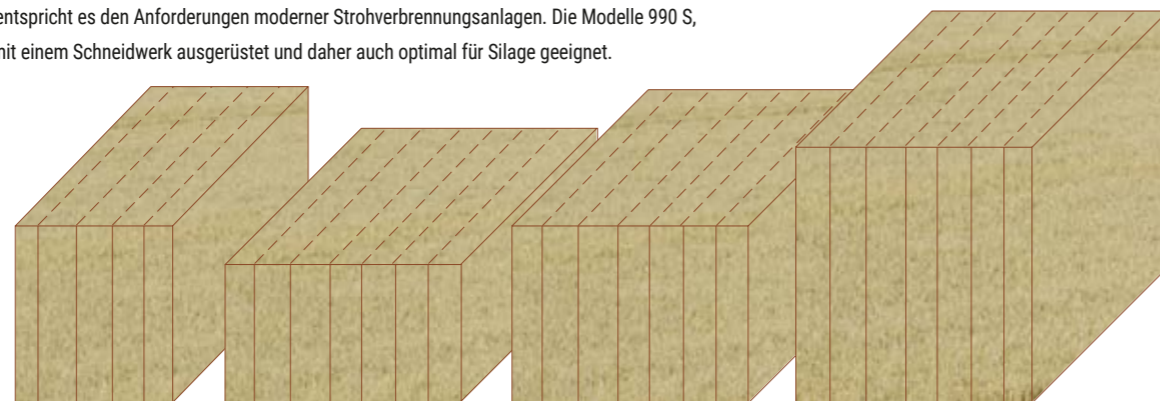 entspricht es den Anforderungen moderner Strohverbrennungsanlagen. Die Modelle 990 S,
mit einem Schneidwerk ausgerüstet und daher auch optimal für Silage geeignet.